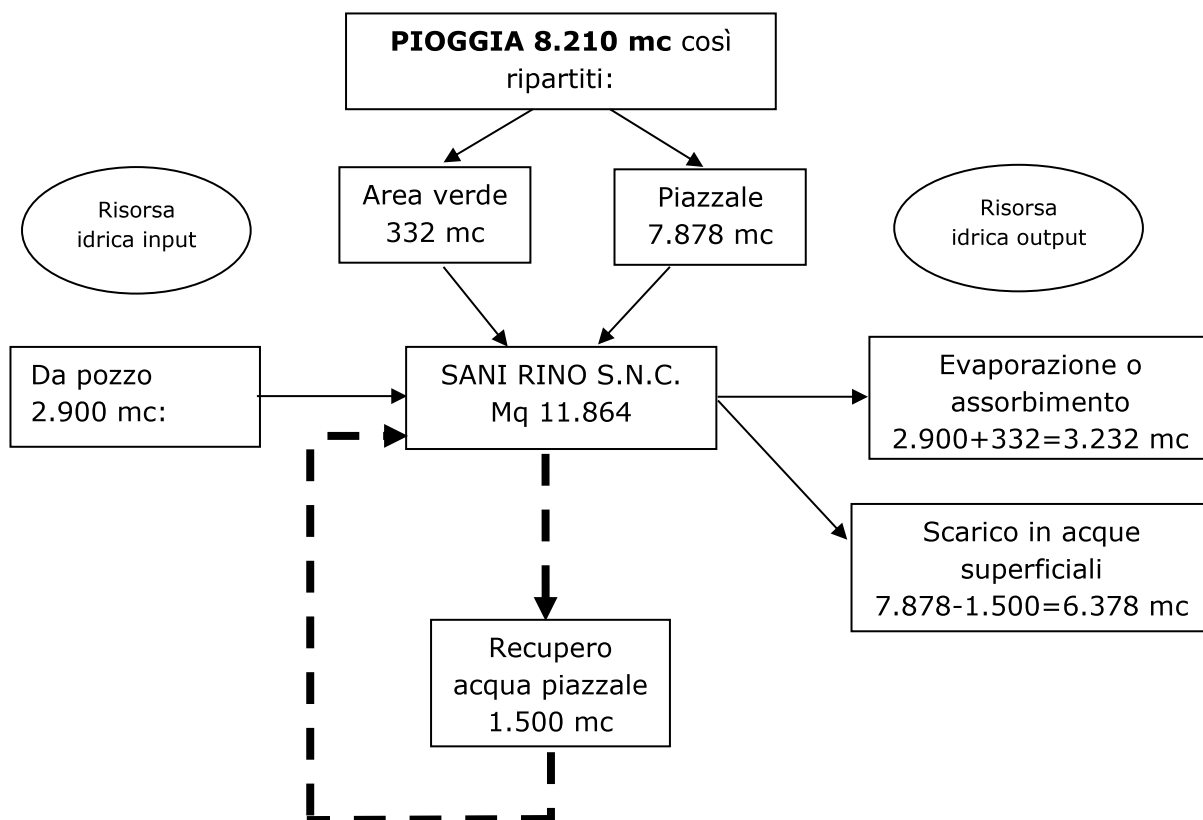 PIOGGIA 8.210 mc così
ripartiti:
Area verde
332 mc
Piazzale
7.878 mc
Risorsa
idrica input
Risorsa
idrica output
Da pozzo
2.900 mc:
SANI RINO S.N.C.
Mq 11.864
Evaporazione o
assorbimento
2.900+332=3.232 mc
Scarico in acque
superficiali
7.878-1.500=6.378 mc
Recupero
acqua piazzale
1.500 mc